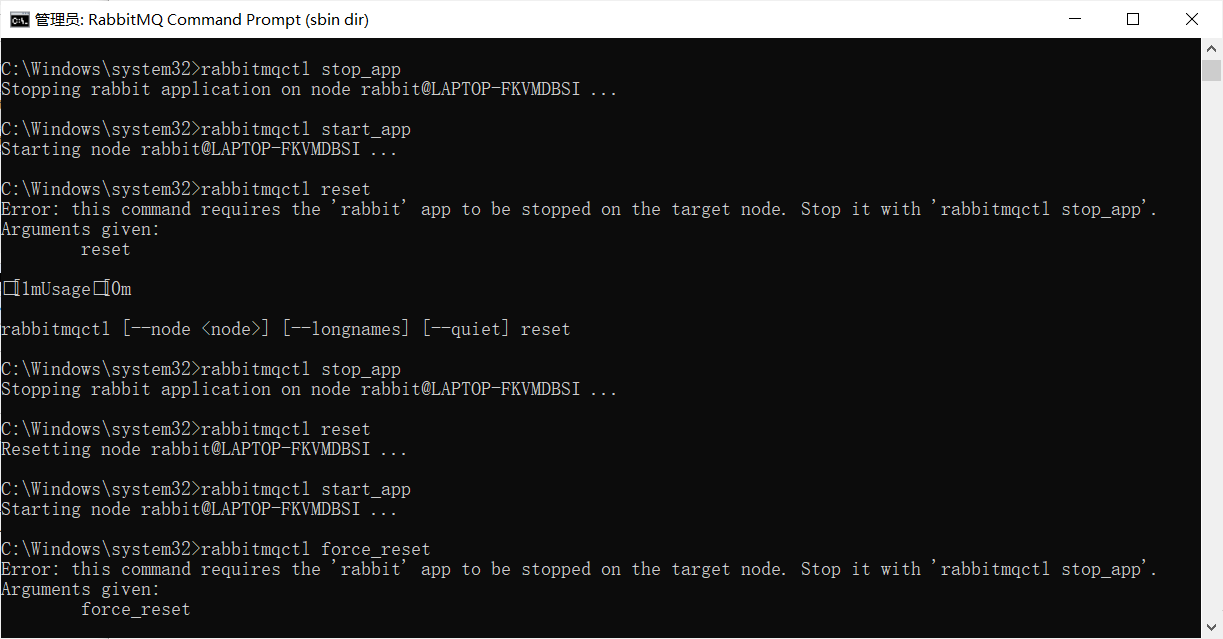 管理员: RabbitMQ Command Prompt (sbin dir)
C:\Windows\system32>rabbitmqctl stop_app
Stopping rabbit application on node rabbit@LAPTOP-FKVMDBSI ...
C:\Windows\system32>rabbitmqctl start_app
Starting node rabbit@LAPTOP-FKVMDBSI ...
C:\Windows\system32>rabbitmqctl reset
Error: this command requires the 'rabbit' app to be stopped on the target node. Stop it with 'rabbitmqctl stop_app'.
Arguments given:
reset
□[1mUsage□[0m
rabbitmqctl [--node <node>] [--longnames] [--quiet] reset
C:\Windows\system32>rabbitmqctl stop_app
Stopping rabbit application on node rabbit@LAPTOP-FKVMDBSI ...
C:\Windows\system32>rabbitmqctl reset
Resetting node rabbit@LAPTOP-FKVMDBSI ...
C:\Windows\system32>rabbitmqctl start_app
Starting node rabbit@LAPTOP-FKVMDBSI ...
C:\Windows\system32>rabbitmqctl force_reset
Error: this command requires the 'rabbit' app to be stopped on the target node. Stop it with 'rabbitmqctl stop_app'.
Arguments given:
force_reset